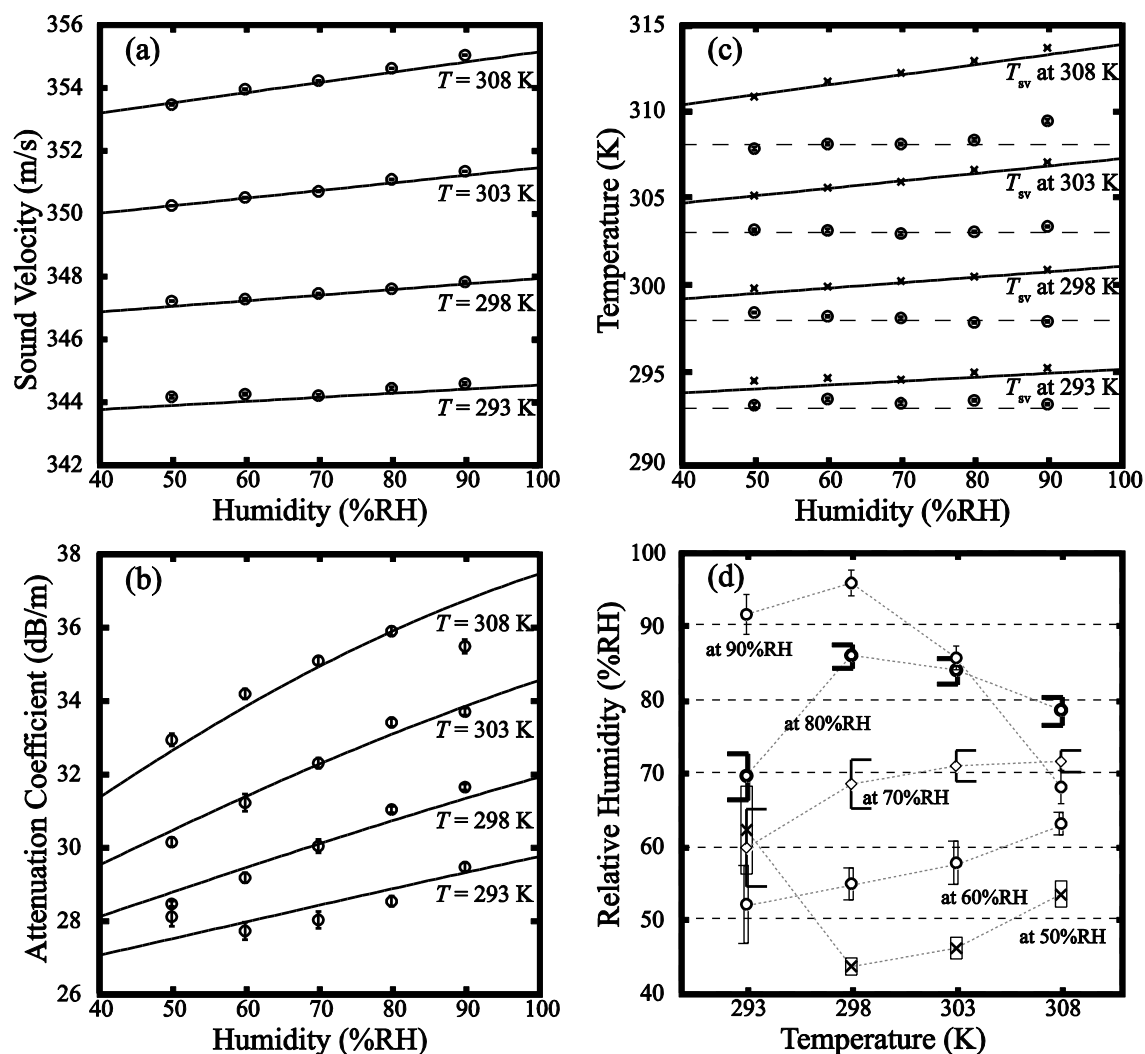 (a)
356
354
352
350
348
346
344
342
Sound Velocity (m/s)
T = 308 K
T = 303 K
T = 298 K
T = 293 K
40 50 60 70 80 90 100
Humidity (%RH)
(c)
315
310
305
300
295
290
Temperature (K)
Tsv at 308 K
Tsv at 303 K
Tsv at 298 K
Tsv at 293 K
40 50 60 70 80 90 100
Humidity (%RH)
(b)
38
36
34
32
30
28
26
Attenuation Coefficient (dB/m)
T = 308 K
T = 303 K
T = 298 K
T = 293 K
40 50 60 70 80 90 100
Humidity (%RH)
(d)
100
90
80
70
60
50
40
Relative Humidity (%RH)
at 90%RH
at 80%RH
at 70%RH
at 60%RH
at 50%RH
293 298 303 308
Temperature (K)